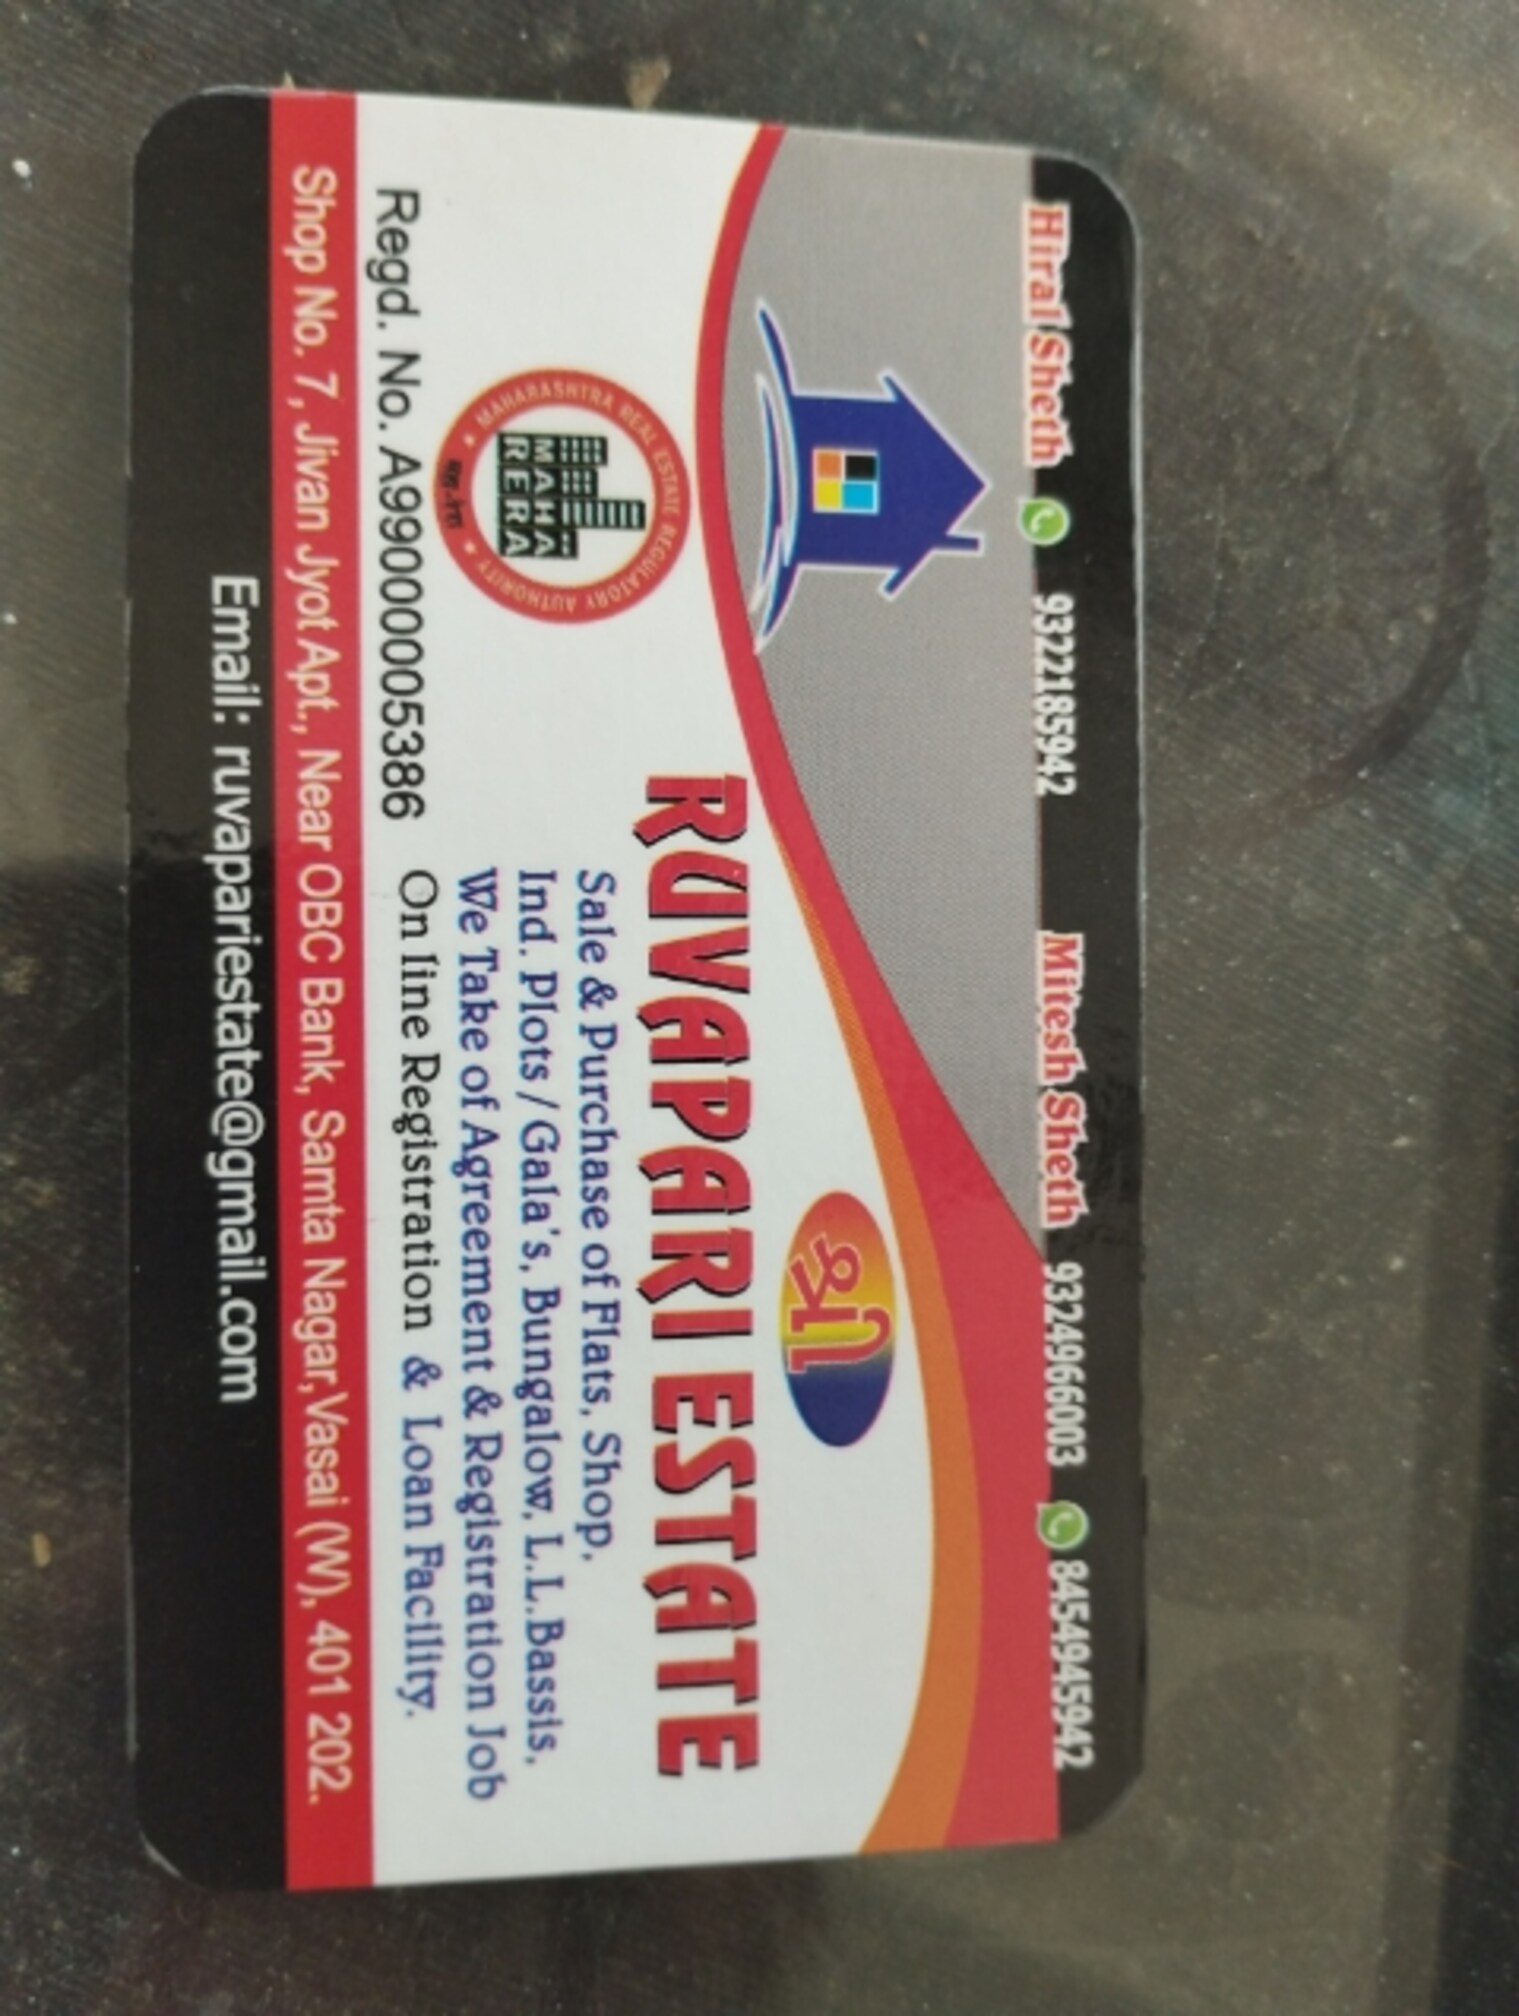 Hiral Sheth 9322185942 Mitesh Sheth 9324966003 8454945942
श्री
RUVAPARI ESTATE
MAHARASHTRA REAL ESTATE REGULATORY AUTHORITY
MAHA
RERA
Sale & Purchase of Flats, Shop,
Ind. Plots / Gala's, Bungalow, L.L.Bassis,
We Take of Agreement & Registration Job
On line Registration & Loan Facility.
Regd. No. A99000005386
Shop No. 7, Jivan Jyot Apt., Near OBC Bank, Samta Nagar,Vasai (W), 401 202.
Email: ruvapariestate@gmail.com